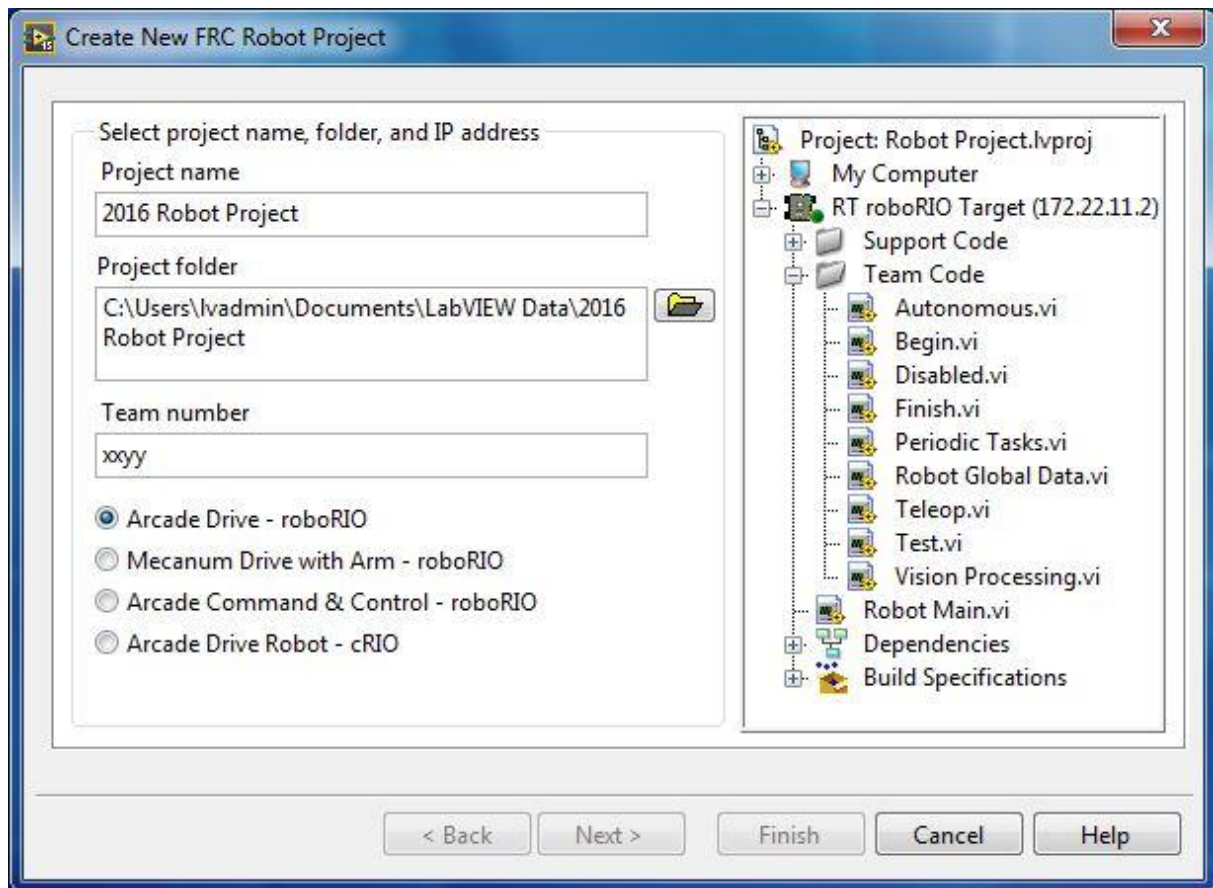 Create New FRC Robot Project
Select project name, folder, and IP address
Project name
2016 Robot Project
Project folder
C:\Users\lvadmin\Documents\LabVIEW Data\2016
Robot Project
Team number
xxyy
Arcade Drive - roboRIO
Mecanum Drive with Arm - roboRIO
Arcade Command & Control - roboRIO
Arcade Drive Robot - cRIO
Project: Robot Project.lvproj
My Computer
RT roboRIO Target (172.22.11.2)
Support Code
Team Code
Autonomous.vi
Begin.vi
Disabled.vi
Finish.vi
Periodic Tasks.vi
Robot Global Data.vi
Teleop.vi
Test.vi
Vision Processing.vi
Robot Main.vi
Dependencies
Build Specifications
< Back
Next >
Finish
Cancel
Help